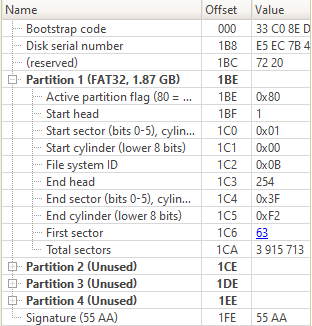 Name Offset Value
Bootstrap code 000 33 C0 8E D
Disk serial number 1B8 E5 EC 7B 4
(reserved) 1BC 72 20
Partition 1 (FAT32, 1.87 GB) 1BE
Active partition flag (80 = ... 1BE 0x80
Start head 1BF 1
Start sector (bits 0-5), cylin... 1C0 0x01
Start cylinder (lower 8 bits) 1C1 0x00
File system ID 1C2 0x0B
End head 1C3 254
End sector (bits 0-5), cylin... 1C4 0x3F
End cylinder (lower 8 bits) 1C5 0xF2
First sector 1C6 63
Total sectors 1CA 3 915 713
Partition 2 (Unused) 1CE
Partition 3 (Unused) 1DE
Partition 4 (Unused) 1EE
Signature (55 AA) 1FE 55 AA